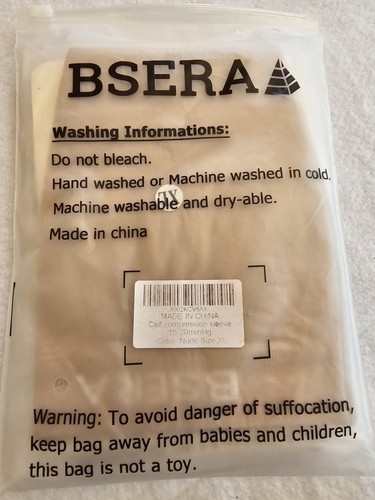 BSERA
Washing Informations:
Do not bleach.
Hand washed or Machine washed in cold.
Machine washable and dry-able.
XL
Made in china
MADE IN CHINA
Calf compression sleeve
15-20mmHg
Color: Nude Size XL
Warning: To avoid danger of suffocation,
keep bag away from babies and children,
this bag is not a toy.